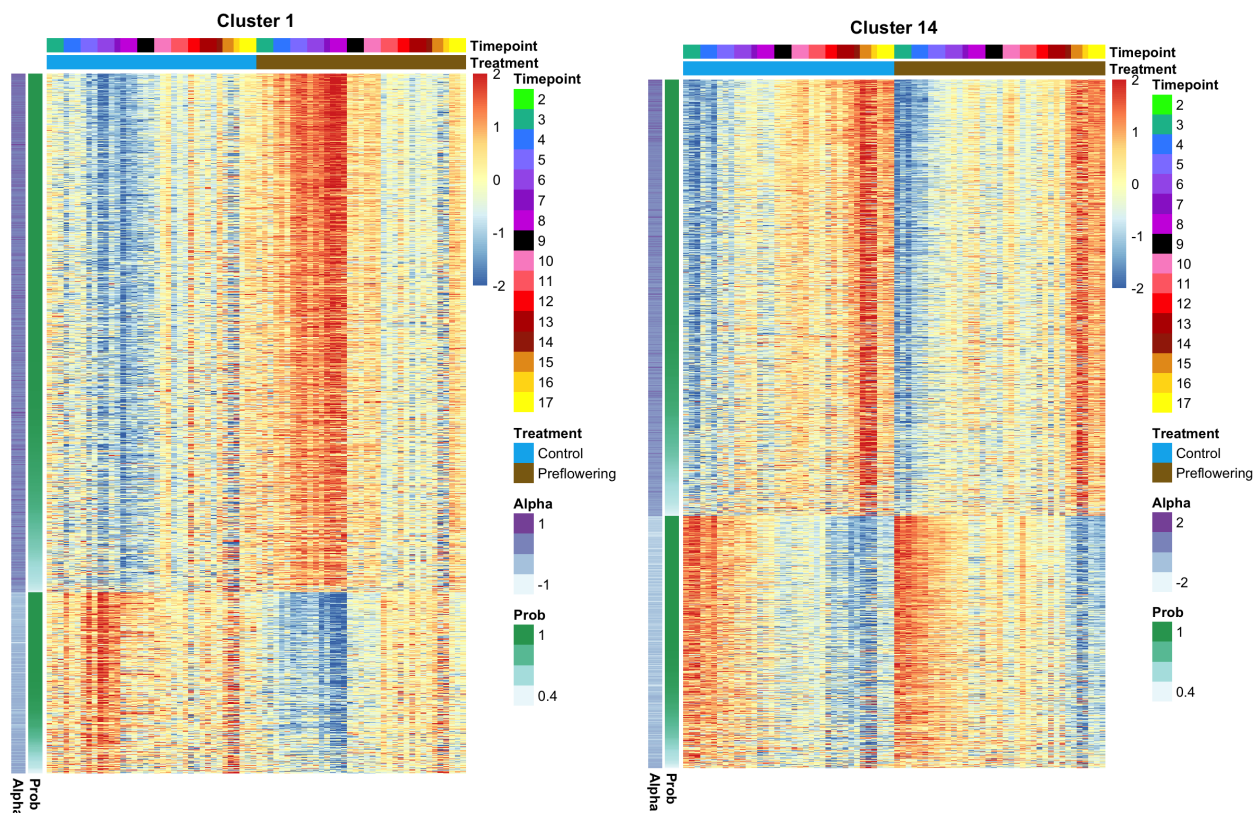 Cluster 1
Timepoint
Treatment
2
1
0
-1
-2
Timepoint
2
3
4
5
6
7
8
9
10
11
12
13
14
15
16
17
Treatment
Control
Preflowering
Alpha
1
-1
Prob
1
0.4
Alpha
Prob
Cluster 14
Timepoint
Treatment
2
1
0
-1
-2
Timepoint
2
3
4
5
6
7
8
9
10
11
12
13
14
15
16
17
Treatment
Control
Preflowering
Alpha
2
-2
Prob
1
0.4
Alpha
Prob